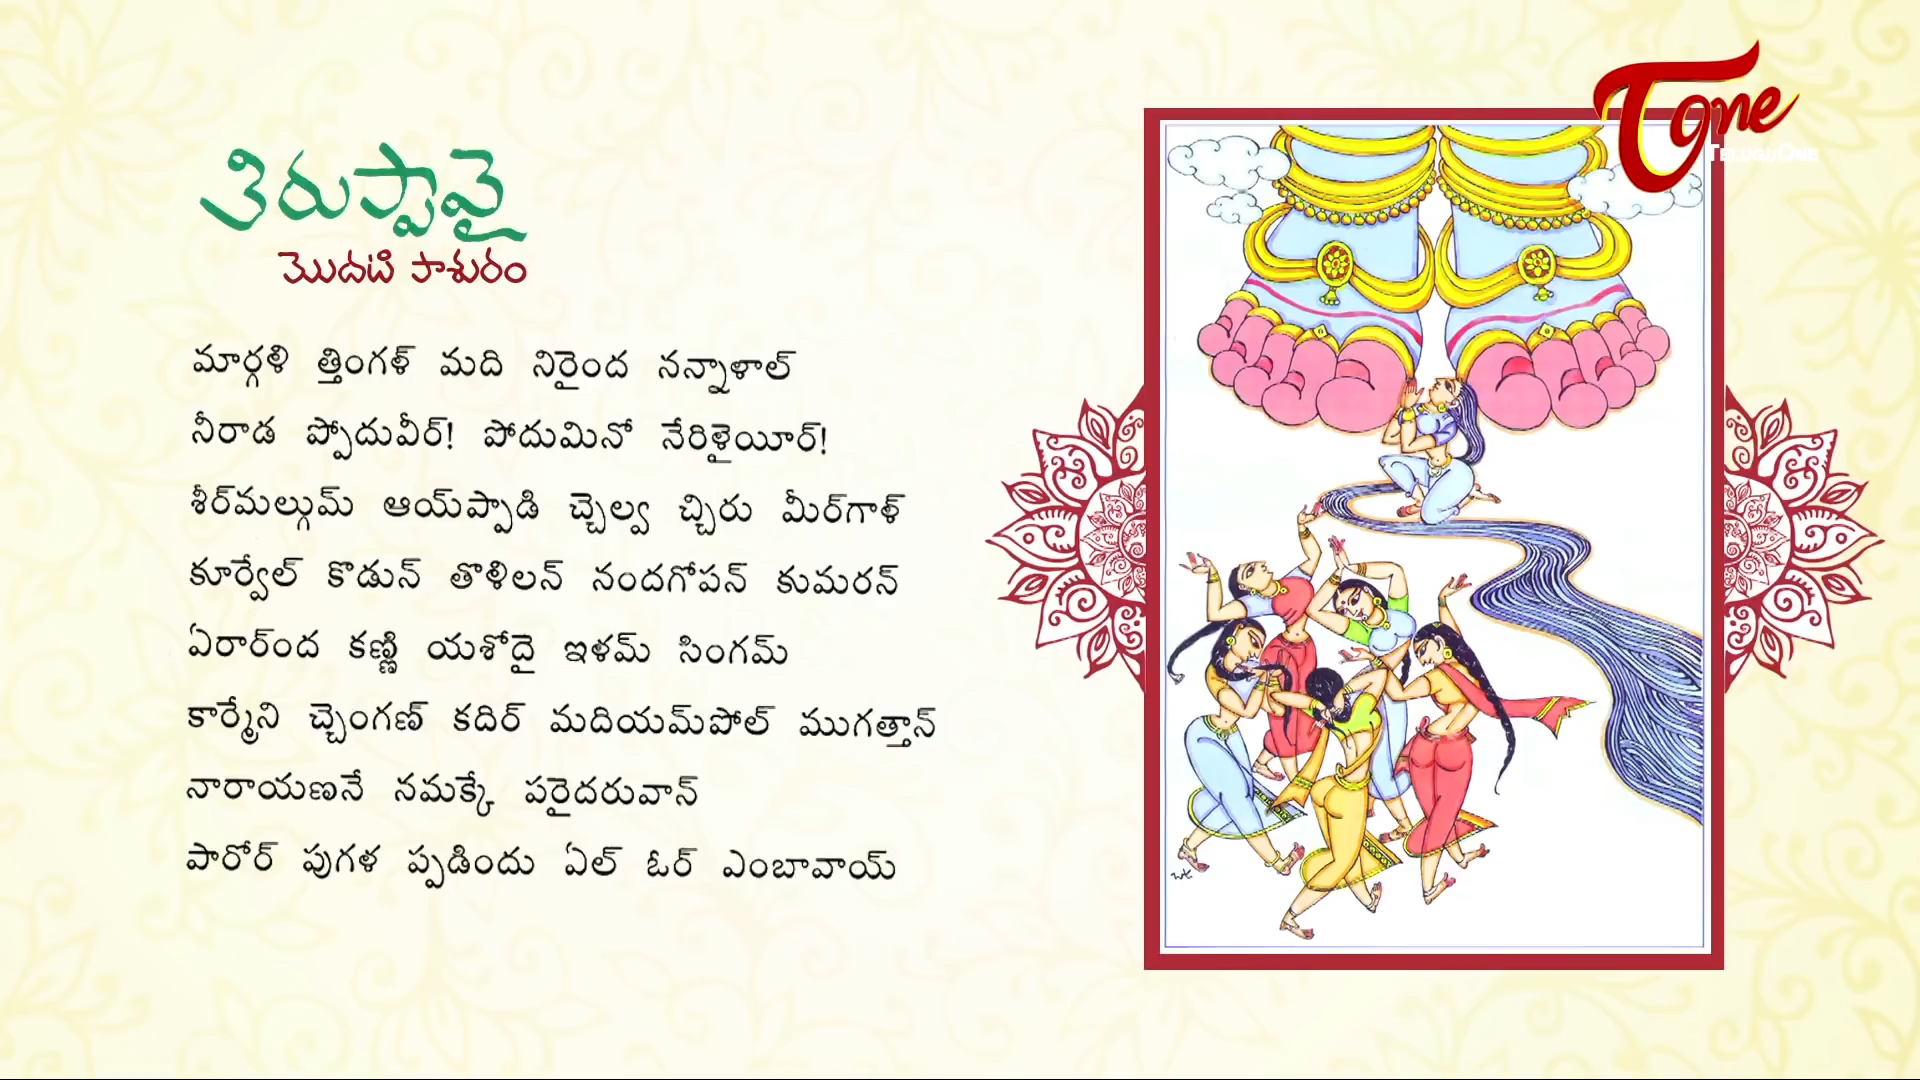 తిరుప్పావై
మొదటి పాశురం
మార్గళి త్తింగళ్ మది నిరైంద నన్నాళాల్
నీరాడ ప్పోదువీర్! పోదుమినో నేరిళైయీర్!
శీర్‌మల్గుమ్ ఆయ్‌ప్పాడి చ్చెల్వ చ్చిరు మీర్‌గాళ్
కూర్వేల్ కొడున్ తొళిలన్ నందగోపన్ కుమరన్
ఏరార్‌ంద కణ్ణి యశోదై ఇళమ్ సింగమ్
కార్మేని చ్చెంగణ్ కదిర్ మదియమ్‌పోల్ ముగత్తాన్
నారాయణనే నమక్కే పరైదరువాన్
పారోర్ పుగళ ప్పడిందు ఏల్ ఓర్ ఎంబావాయ్
Tone
TELUGUONE